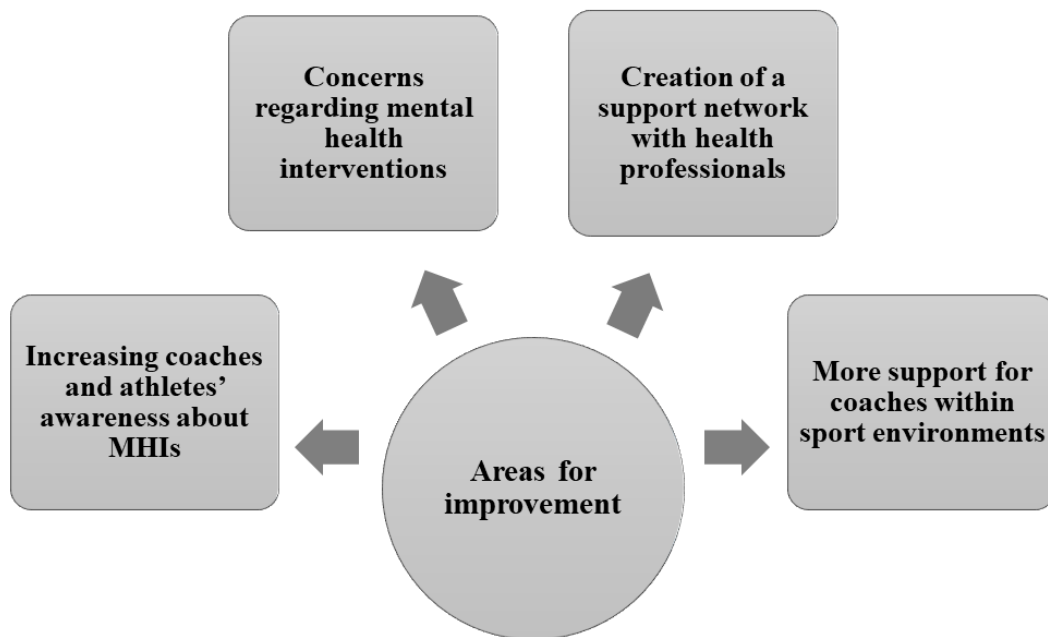 Concerns
regarding mental
health
interventions
Creation of a
support network
with health
professionals
Increasing coaches
and athletes’
awareness about
MHIs
More support for
coaches within
sport environments
Areas for
improvement